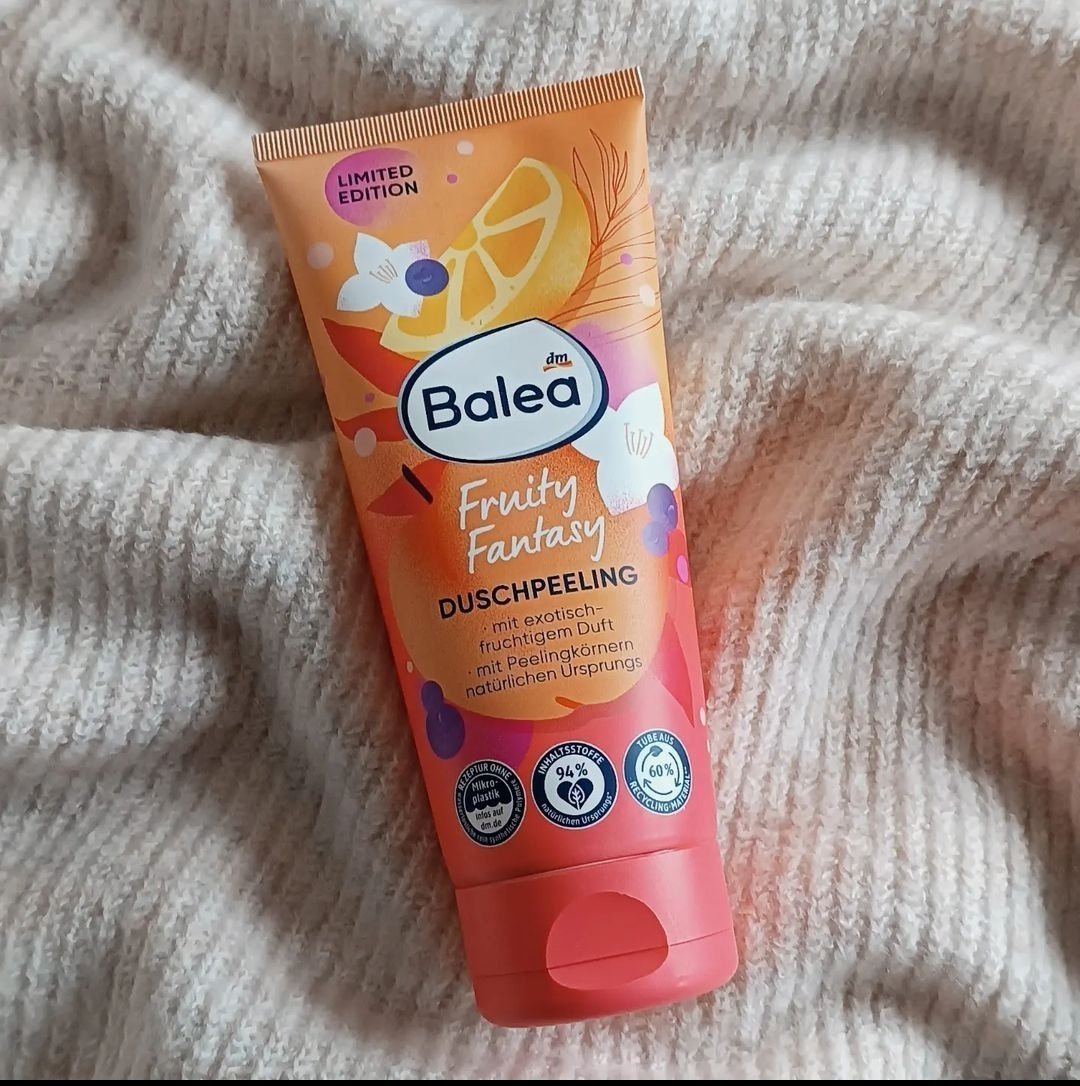 LIMITED
EDITION
dm
Balea
Fruity
Fantasy
DUSCHPEELING
· mit exotisch-
fruchtigem Duft
· mit Peelingkörnern
natürlichen Ursprungs
REZEPTUR OHNE
Mikro-
plastik
Infos auf
dm.de
INHALTSSTOFFE
94%
natürlichen Ursprungs*
TUBE AUS
60%
RECYCLING-MATERIAL*